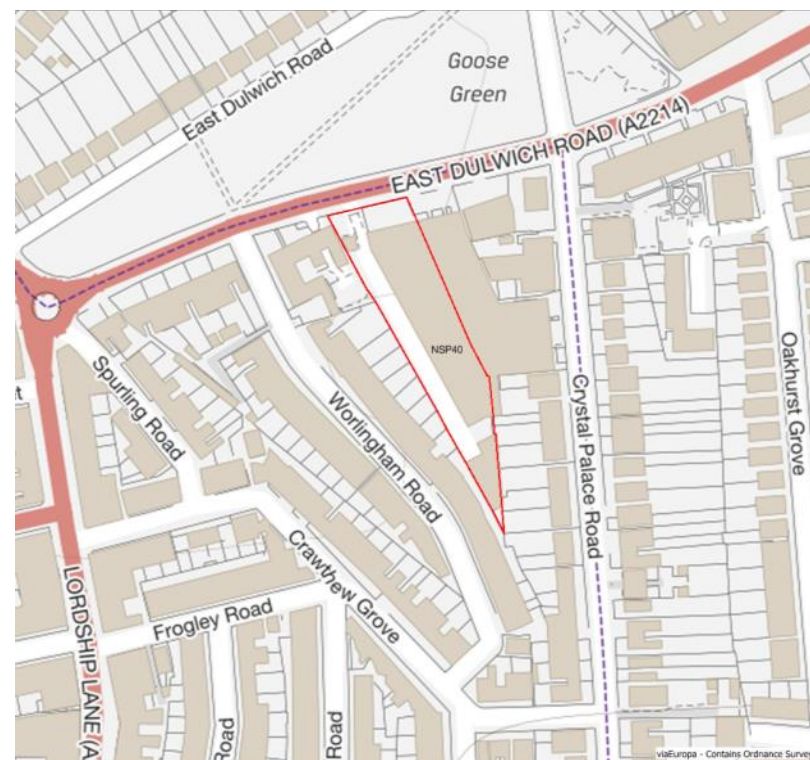 Goose
Green
East Dulwich Road
EAST DULWICH ROAD (A2214)
NSP40
Spurling Road
Worlingham Road
Crystal Palace Road
Oakhurst Grove
Crawthew Grove
Frogley Road
LORDSHIP LANE (A
Road
Road
viaEuropa - Contains Ordnance Survey